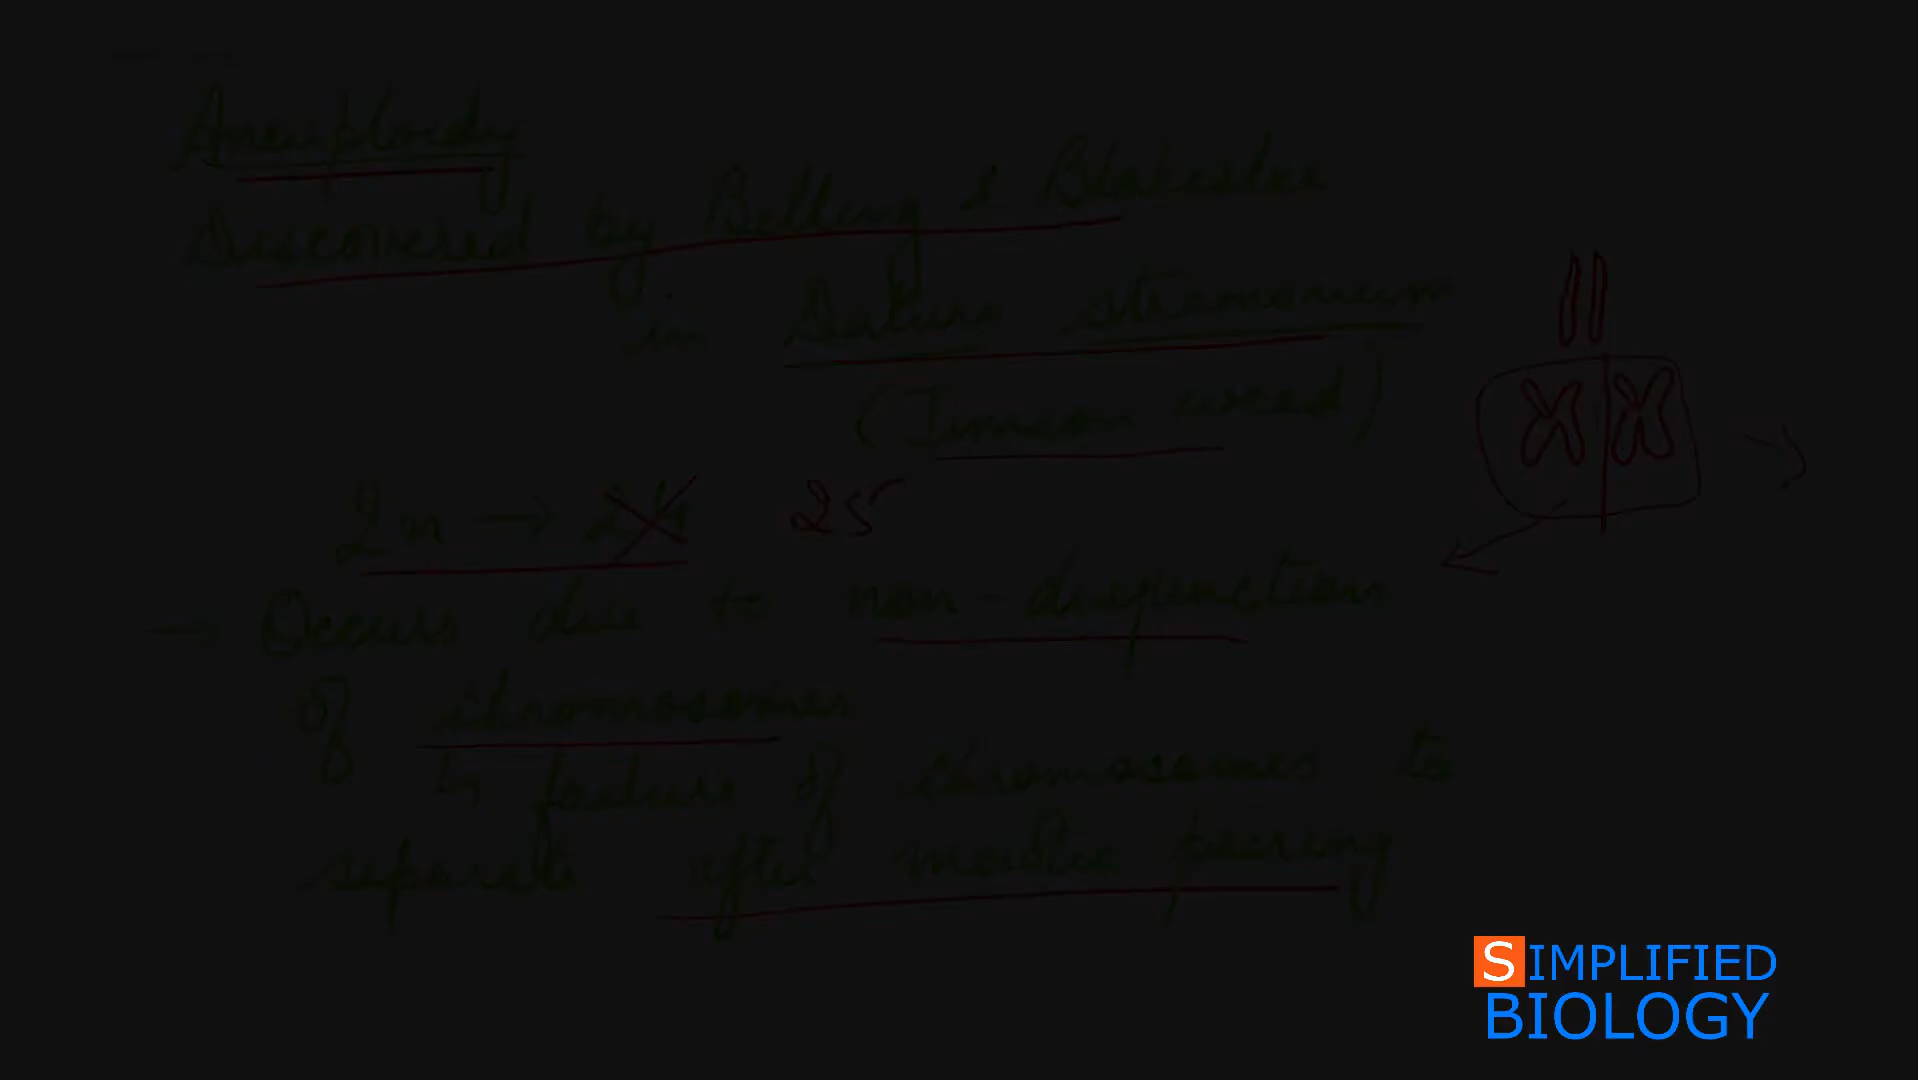 Aneuploidy
Discovered by Belling & Blakeslee
in Datura stramonium
(Jimson weed)
2n → 24 25
→ Occurs due to non-disjunction
of chromosomes
↳ failure of chromosomes to
separate after meiotic pairing
SIMPLIFIED
BIOLOGY